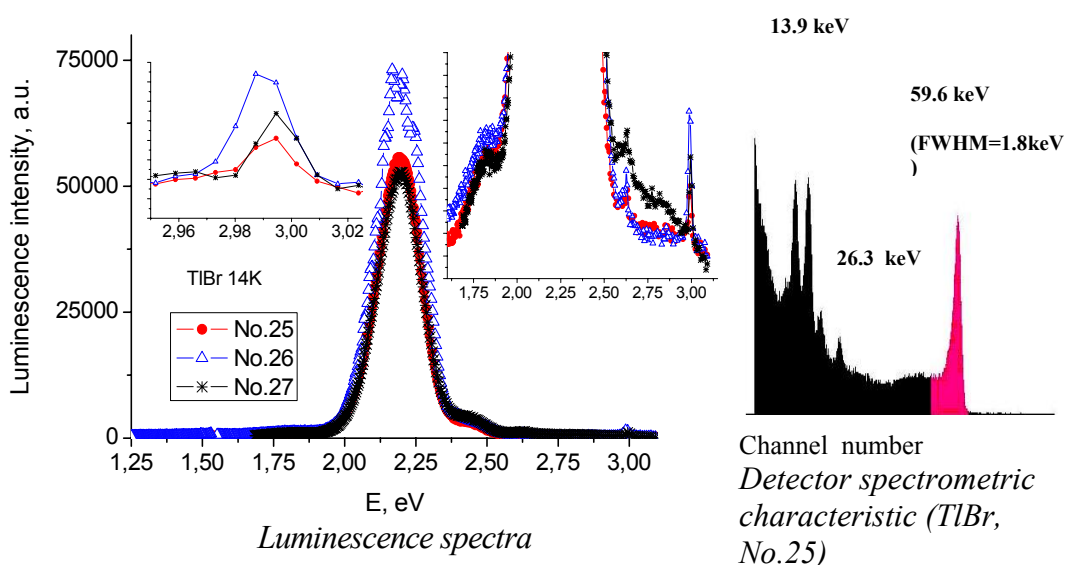 Luminescence intensity, a.u.
75000
50000
25000
0
1,25 1,50 1,75 2,00 2,25 2,50 2,75 3,00
E, eV
Luminescence spectra
2,96 2,98 3,00 3,02
TlBr 14K
No.25
No.26
No.27
1,75 2,00 2,50 2,75 3,00
13.9 keV
59.6 keV
(FWHM=1.8keV
)
26.3 keV
Channel number
Detector spectrometric
characteristic (TlBr,
No.25)